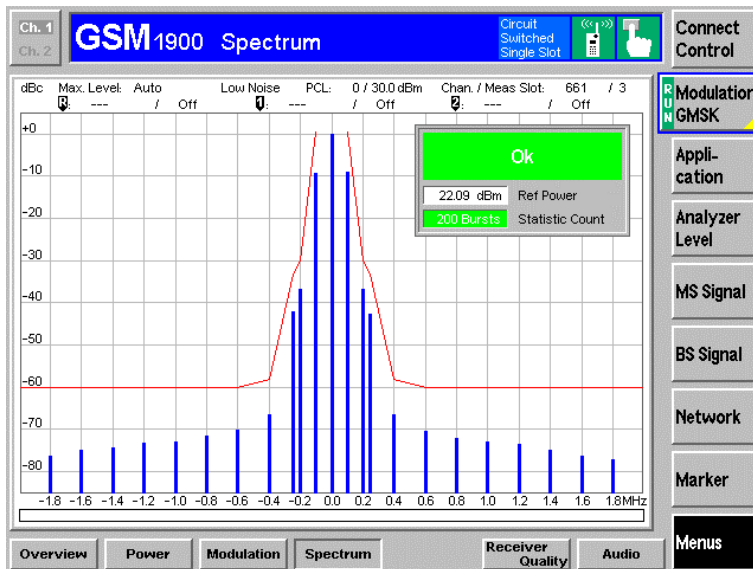 Ch. 1
Ch. 2
GSM 1900 Spectrum
Circuit
Switched
Single Slot
Connect
Control
dBc Max. Level: Auto Low Noise PCL: 0 / 30.0 dBm Chan. / Meas Slot: 661 / 3
R: --- / Off 1: --- / Off 2: --- / Off
RUN
Modulation
GMSK
+0
-10
-20
-30
-40
-50
-60
-70
-80
Ok
22.09 dBm Ref Power
200 Bursts Statistic Count
-1.8 -1.6 -1.4 -1.2 -1.0 -0.8 -0.6 -0.4 -0.2 0.0 0.2 0.4 0.6 0.8 1.0 1.2 1.4 1.6 1.8MHz
Appli-
cation
Analyzer
Level
MS Signal
BS Signal
Network
Marker
Menus
Overview
Power
Modulation
Spectrum
Receiver
Quality
Audio